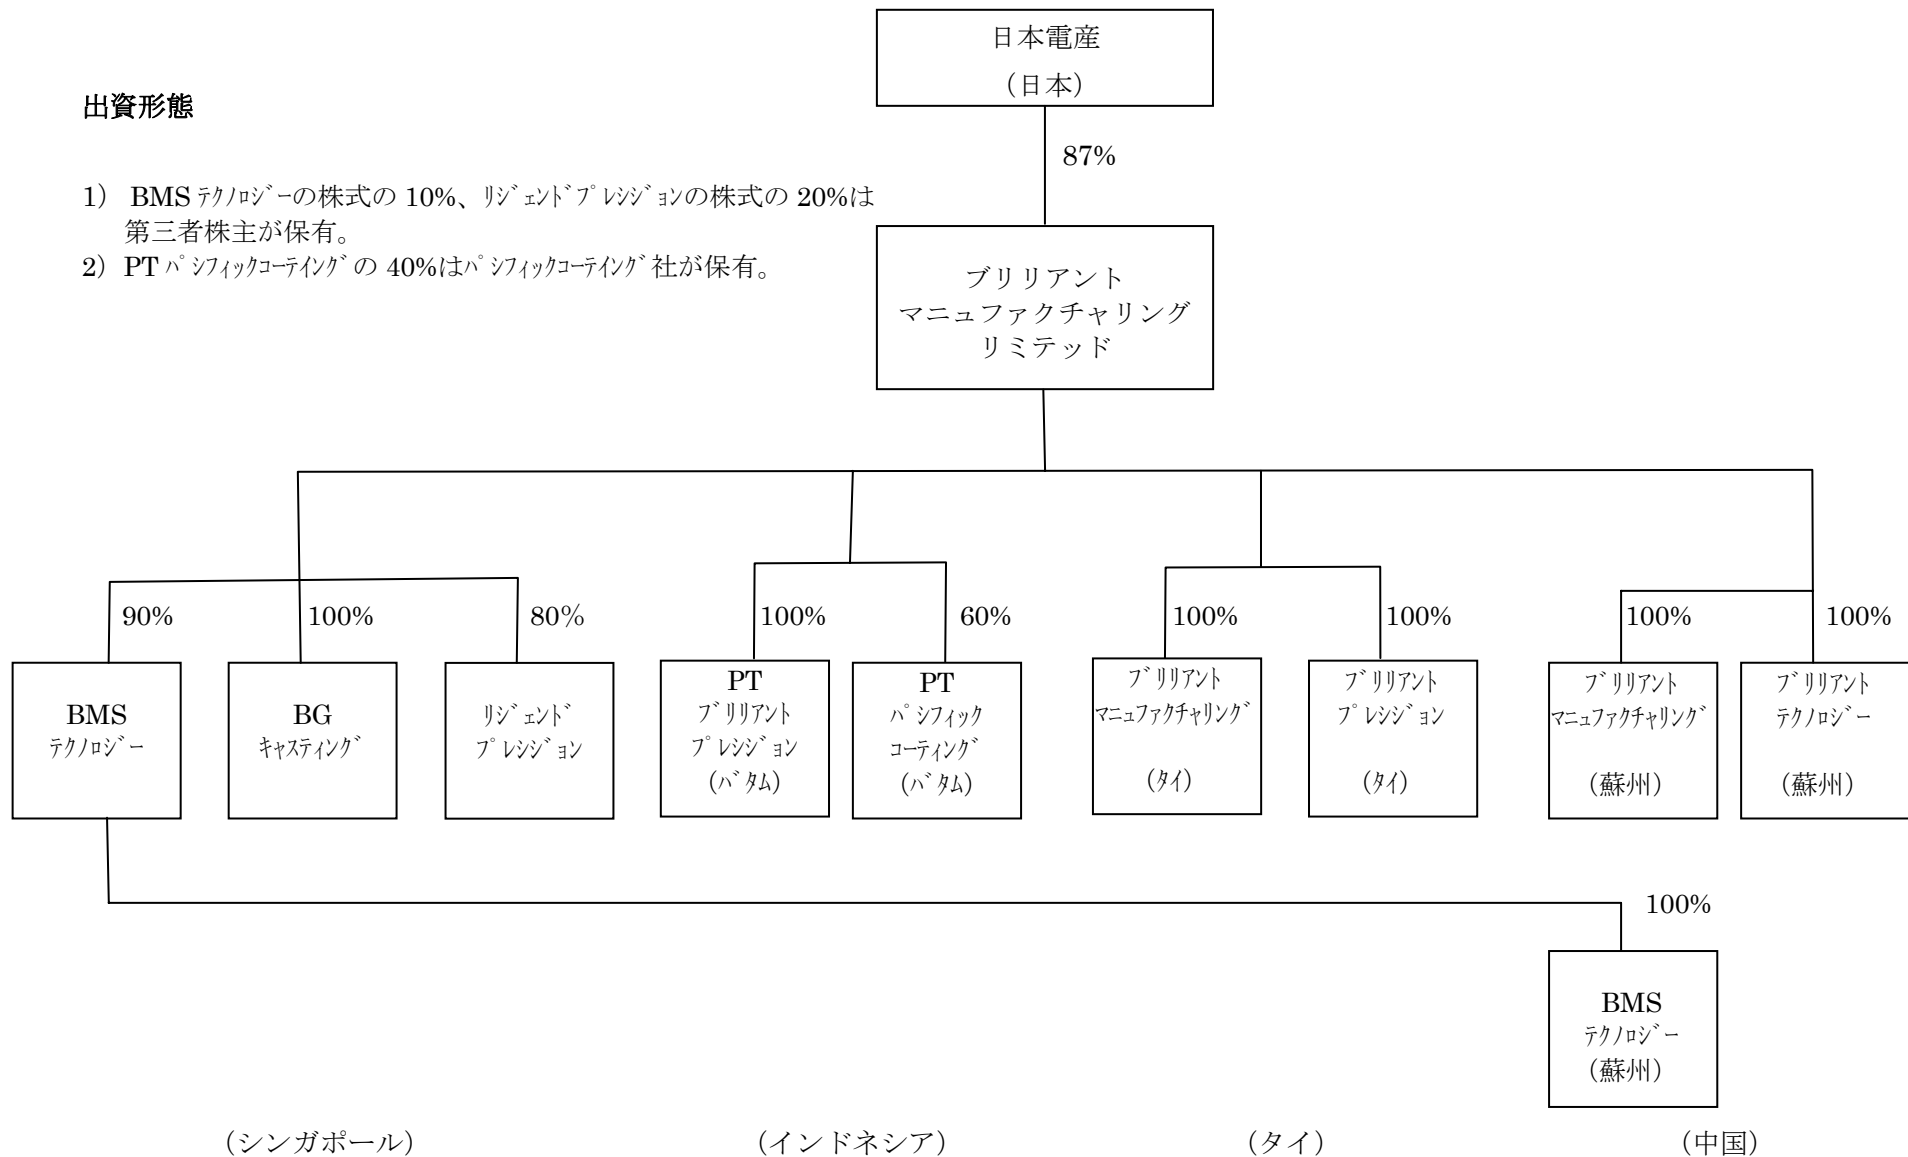 日本電産
(日本)
出資形態
87%
1) BMS ﾃｸﾉﾛｼﾞｰの株式の 10%、ﾘｼﾞｪﾝﾄﾞﾌﾟﾚｼｼﾞｮﾝの株式の 20%は
第三者株主が保有。
2) PT ﾊﾟｼﾌｨｯｸｺｰﾃイﾝｸﾞの 40%はﾊﾟｼﾌｨｯｸｺｰﾃイﾝｸﾞ社が保有。
ブリリアント
マニュファクチャリング
リミテッド
90%
100%
80%
100%
60%
100%
100%
100%
100%
BMS
ﾃｸﾉﾛｼﾞｰ
BG
ｷｬｽﾃｨﾝｸﾞ
ﾘｼﾞｪﾝﾄﾞ
ﾌﾟﾚｼｼﾞｮﾝ
PT
ﾌﾞﾘﾘｱﾝﾄ
ﾌﾟﾚｼｼﾞｮﾝ
(ﾊﾞﾀﾑ)
PT
ﾊﾟｼﾌｨｯｸ
ｺｰﾃｨﾝｸﾞ
(ﾊﾞﾀﾑ)
ﾌﾞﾘﾘｱﾝﾄ
ﾏﾆｭﾌｧｸﾁｬﾘﾝｸﾞ
(ﾀｲ)
ﾌﾞﾘﾘｱﾝﾄ
ﾌﾟﾚｼｼﾞｮﾝ
(ﾀｲ)
ﾌﾞﾘﾘｱﾝﾄ
ﾏﾆｭﾌｧｸﾁｬﾘﾝｸﾞ
(蘇州)
ﾌﾞﾘﾘｱﾝﾄ
ﾃｸﾉﾛｼﾞｰ
(蘇州)
100%
BMS
ﾃｸﾉﾛｼﾞｰ
(蘇州)
(シンガポール)
(インドネシア)
(タイ)
(中国)